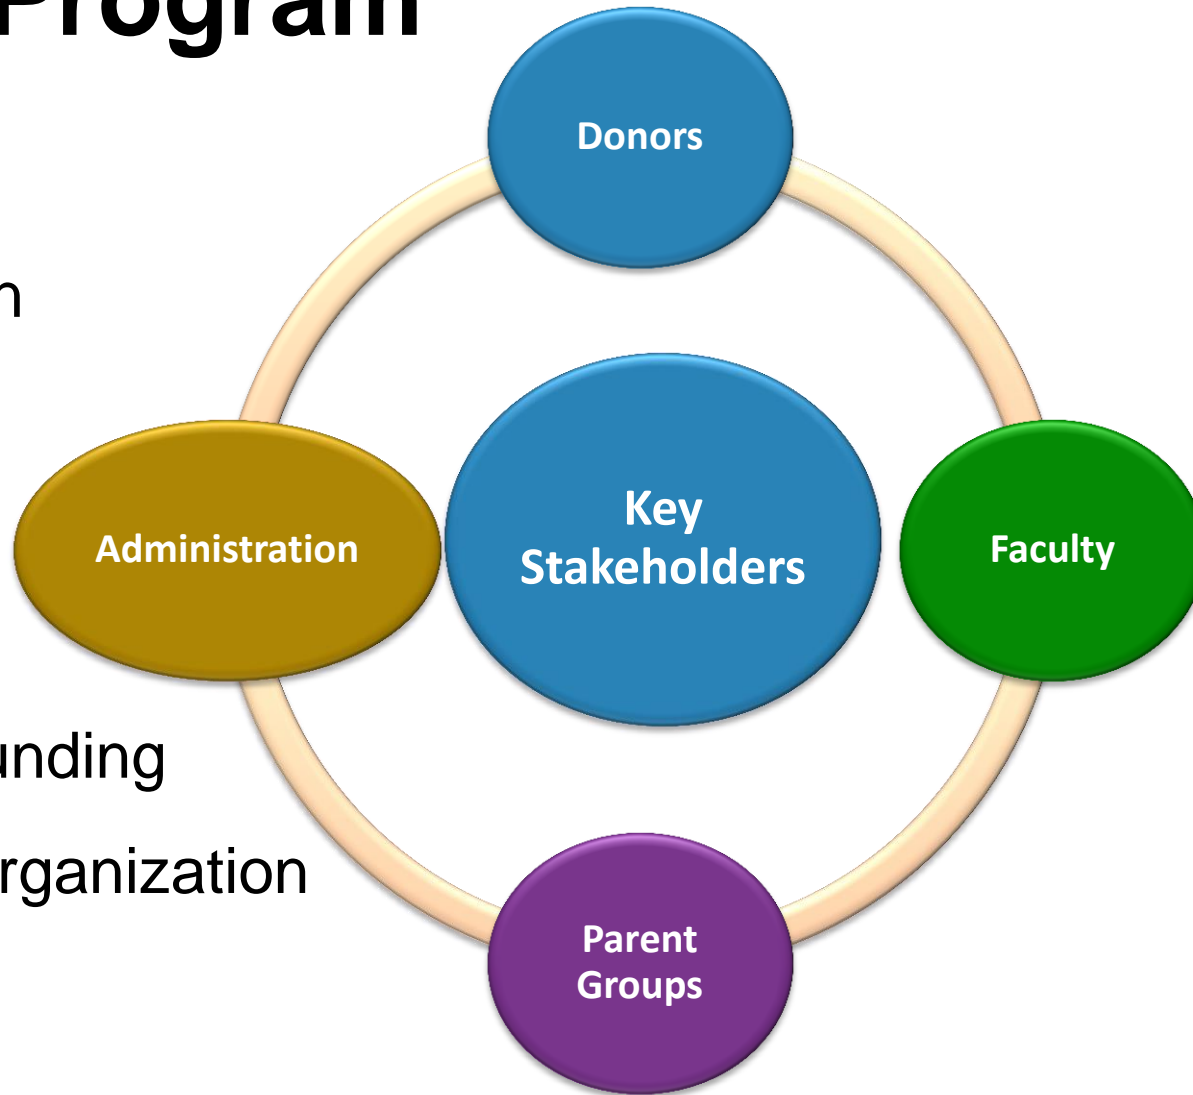 Program
Donors
n
Key
Stakeholders
Administration
Faculty
unding
rganization
Parent
Groups